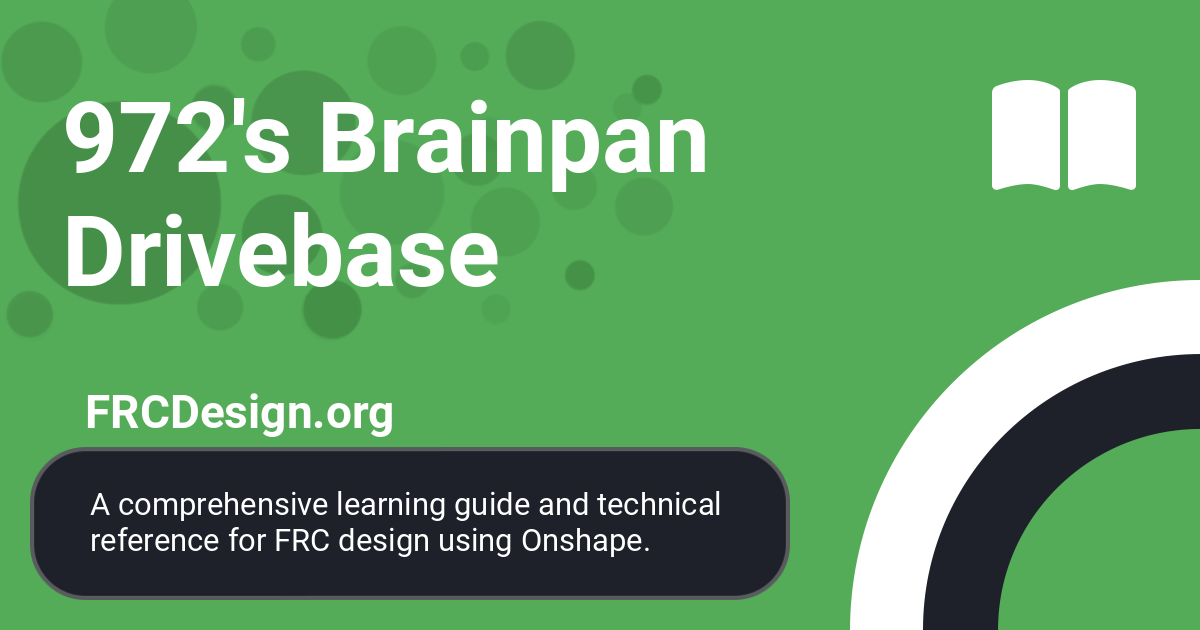 972's Brainpan
Drivebase
FRCDesign.org
A comprehensive learning guide and technical
reference for FRC design using Onshape.